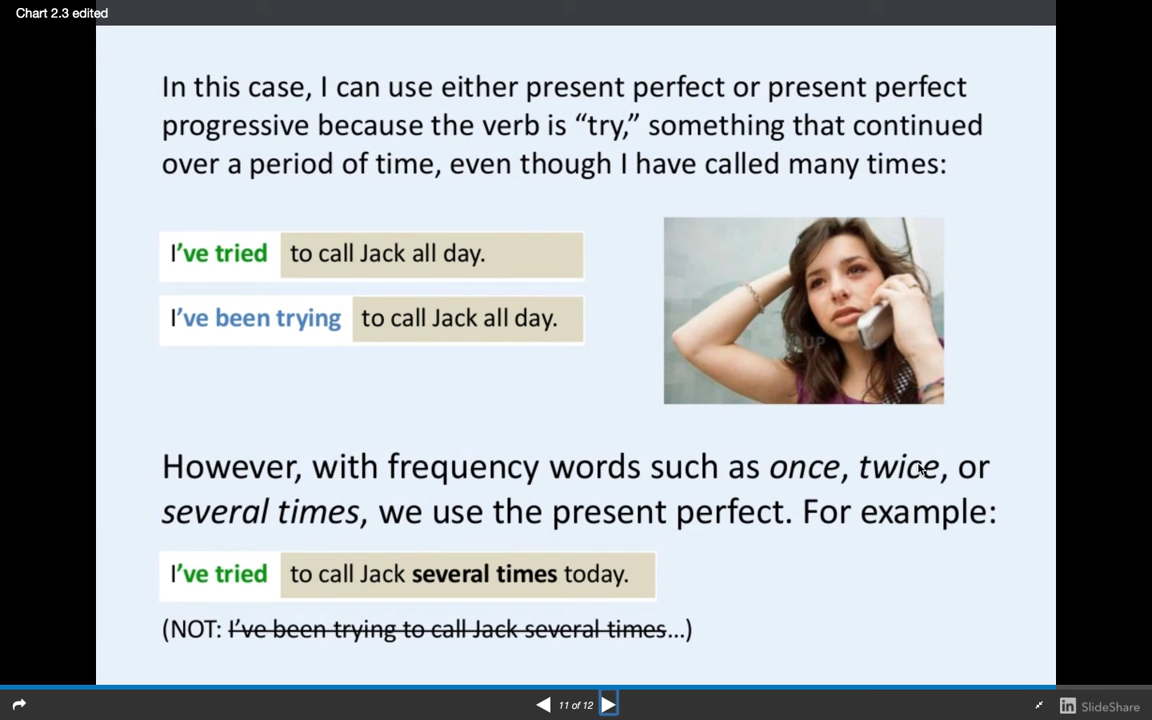 Chart 2.3 edited
In this case, I can use either present perfect or present perfect
progressive because the verb is “try,” something that continued
over a period of time, even though I have called many times:
I’ve tried to call Jack all day.
I’ve been trying to call Jack all day.
However, with frequency words such as once, twice, or
several times, we use the present perfect. For example:
I’ve tried to call Jack several times today.
(NOT: I’ve been trying to call Jack several times...)
11 of 12
in SlideShare